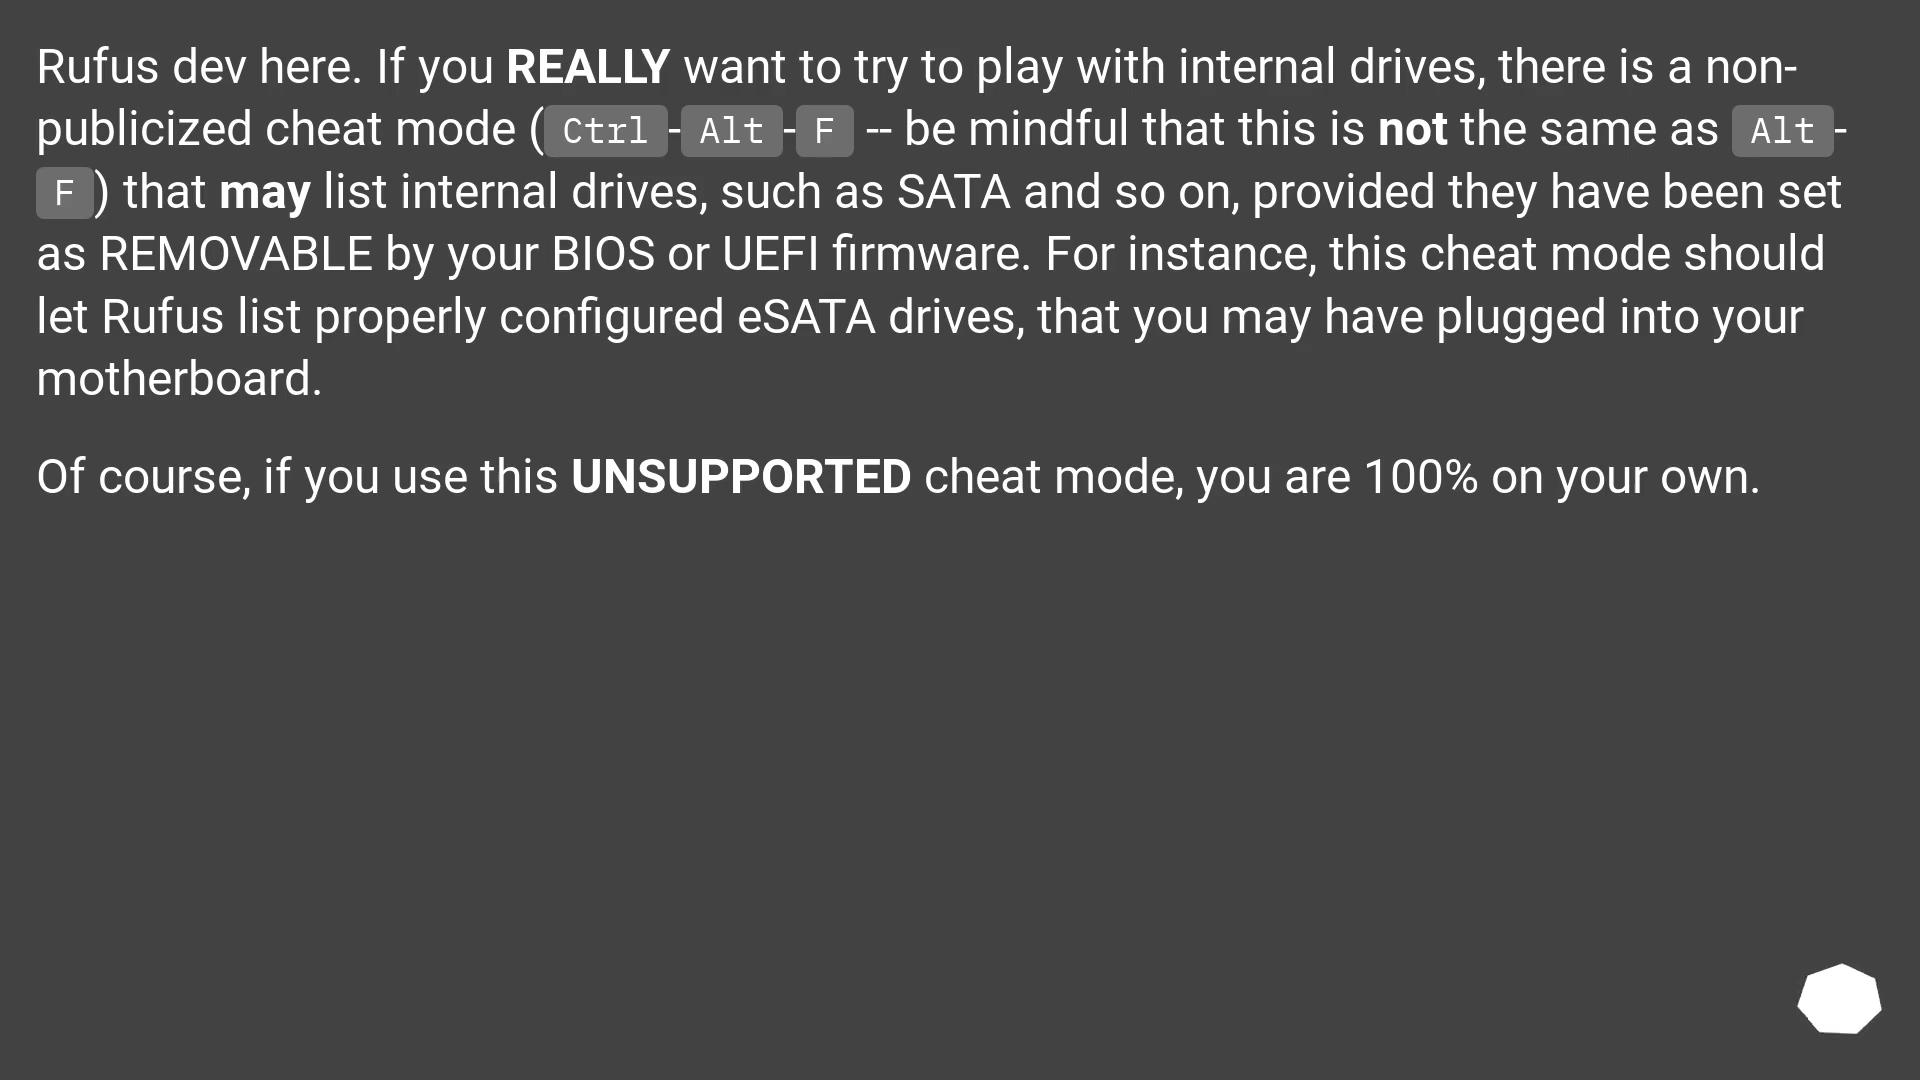 Rufus dev here. If you REALLY want to try to play with internal drives, there is a non-
publicized cheat mode (Ctrl-Alt-F -- be mindful that this is not the same as Alt-
F) that may list internal drives, such as SATA and so on, provided they have been set
as REMOVABLE by your BIOS or UEFI firmware. For instance, this cheat mode should
let Rufus list properly configured eSATA drives, that you may have plugged into your
motherboard.
Of course, if you use this UNSUPPORTED cheat mode, you are 100% on your own.